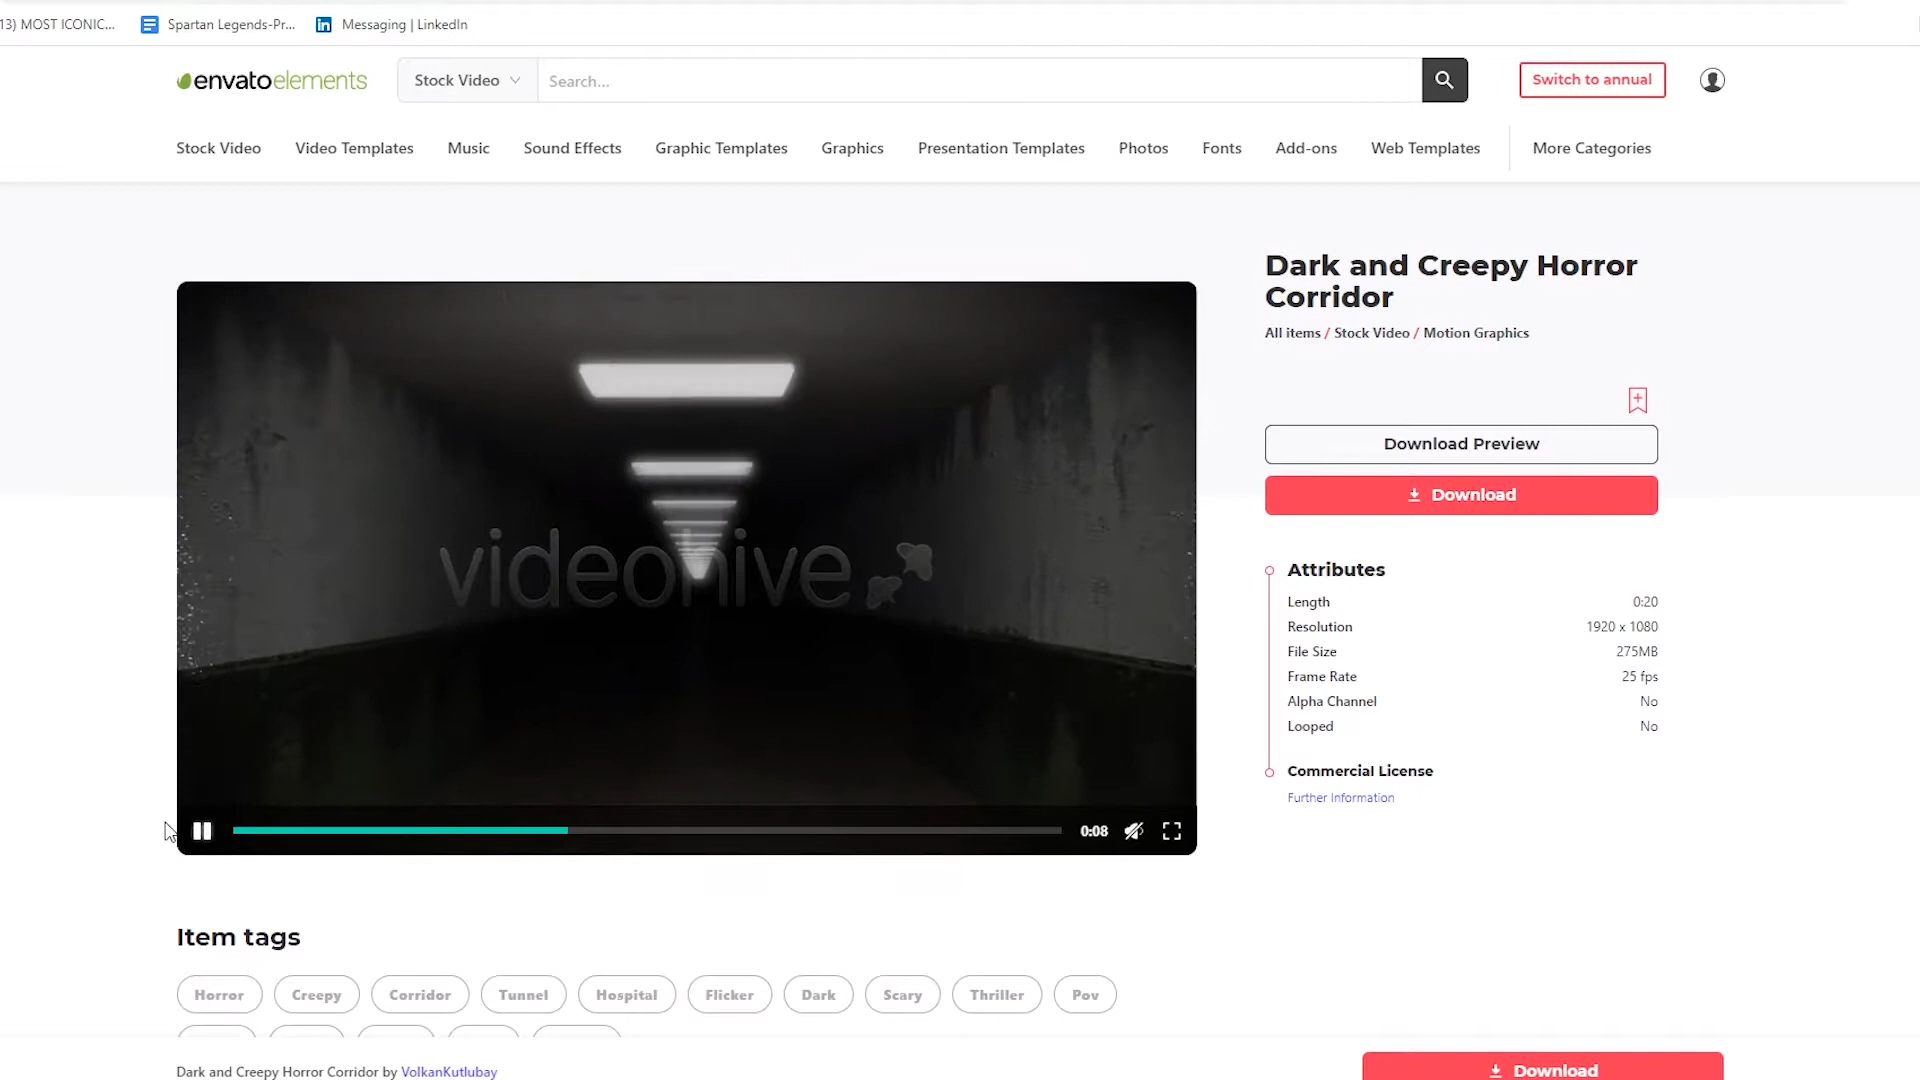 13) MOST ICONIC...
Spartan Legends-Pr...
in
Messaging | LinkedIn
envatoelements
Stock Video
Search...
Switch to annual
Stock Video
Video Templates
Music
Sound Effects
Graphic Templates
Graphics
Presentation Templates
Photos
Fonts
Add-ons
Web Templates
More Categories
Dark and Creepy Horror
Corridor
All items / Stock Video / Motion Graphics
Download Preview
Download
videohive
Attributes
Length 0:20
Resolution 1920 x 1080
File Size 275MB
Frame Rate 25 fps
Alpha Channel No
Looped No
Commercial License
Further Information
0:08
Item tags
Horror
Creepy
Corridor
Tunnel
Hospital
Flicker
Dark
Scary
Thriller
Pov
Dark and Creepy Horror Corridor by VolkanKutlubay
Download